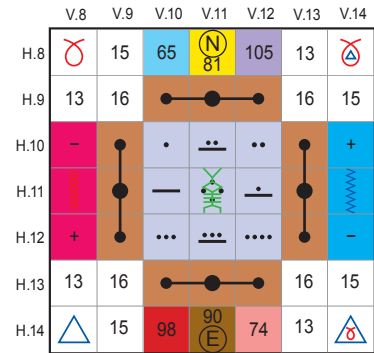 V.8 V.9 V.10 V.11 V.12 V.13 V.14
H.8 15 65 N 81 105 13
H.9 13 16 16 15
H.10 − +
H.11
H.12 + −
H.13 13 16 16 15
H.14 15 98 90 E 74 13